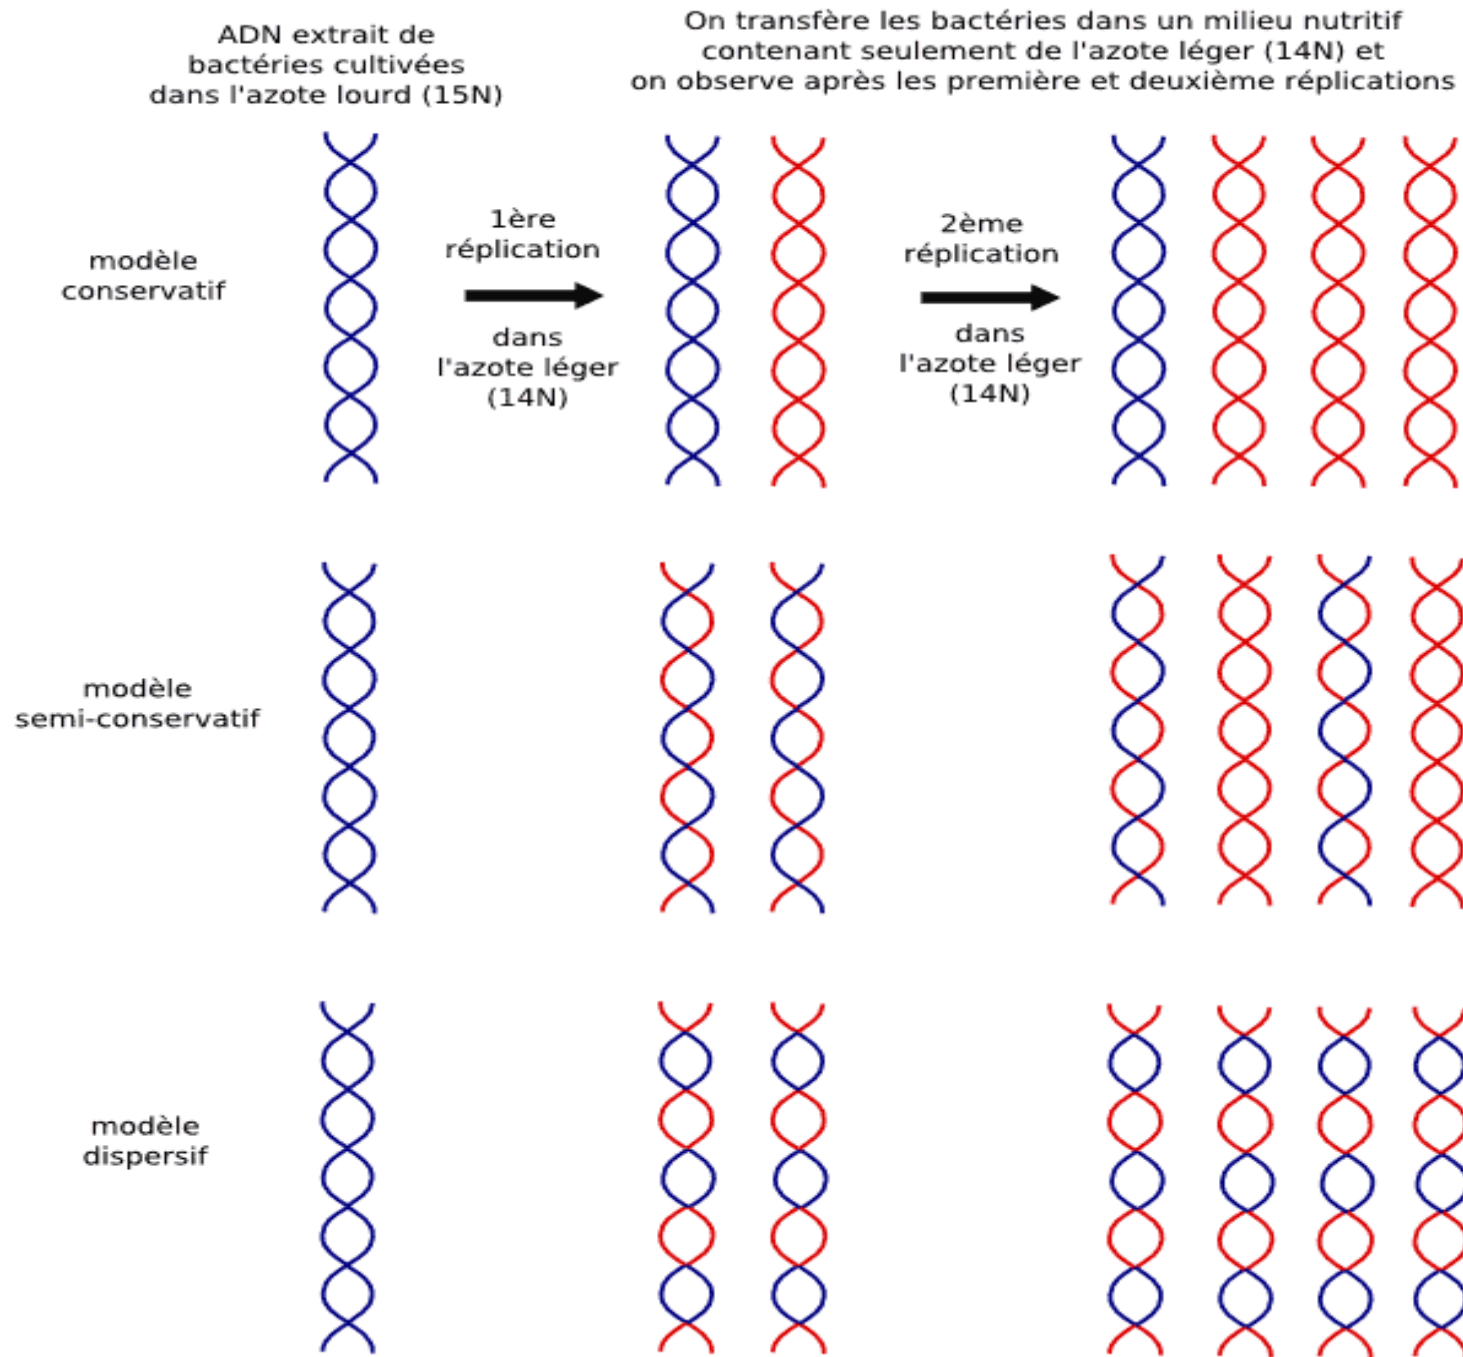 ADN extrait de
bactéries cultivées
dans l'azote lourd (15N)
On transfère les bactéries dans un milieu nutritif
contenant seulement de l'azote léger (14N) et
on observe après les première et deuxième réplications
modèle
conservatif
1ère
réplication
dans
l'azote léger
(14N)
2ème
réplication
dans
l'azote léger
(14N)
modèle
semi-conservatif
modèle
dispersif